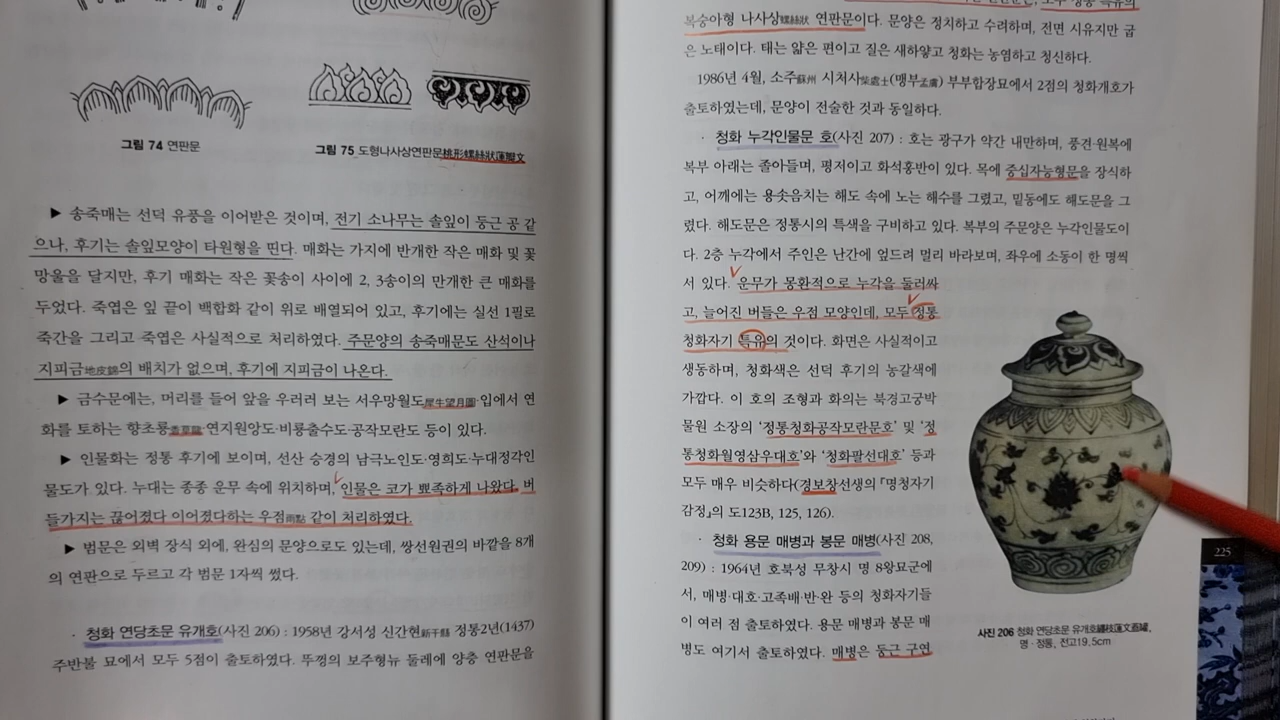 그림 74 연판문
그림 75 도형나사상연판문桃形螺絲狀蓮瓣文
▶ 송죽매는 선덕 유풍을 이어받은 것이며, 전기 소나무는 솔잎이 둥근 공 같
으나, 후기는 솔잎모양이 타원형을 띤다. 매화는 가지에 반개한 작은 매화 및 꽃
망울을 달지만, 후기 매화는 작은 꽃송이 사이에 2, 3송이의 만개한 큰 매화를
두었다. 죽엽은 잎 끝이 백합화 같이 위로 배열되어 있고, 후기에는 실선 1필로
죽간을 그리고 죽엽은 사실적으로 처리하였다. 주문양의 송죽매문도 산석이나
지피금地皮錦의 배치가 없으며, 후기에 지피금이 나온다.
▶ 금수문에는, 머리를 들어 앞을 우러러 보는 서우망월도犀牛望月圖·입에서 연
화를 토하는 향초룡香草龍·연지원앙도·비룡출수도·공작모란도 등이 있다.
▶ 인물화는 정통 후기에 보이며, 선산 승경의 남극노인도·영희도·누대정각인
물도가 있다. 누대는 종종 운무 속에 위치하며, 인물은 코가 뾰족하게 나왔다. 버
들가지는 끊어졌다 이어졌다하는 우점雨點 같이 처리하였다.
▶ 범문은 외벽 장식 외에, 완심의 문양으로도 있는데, 쌍선원권의 바깥을 8개
의 연판으로 두르고 각 범문 1자씩 썼다.
· 청화 연당초문 유개호(사진 206) : 1958년 강서성 신간현新干縣 정통2년(1437)
주반불 묘에서 모두 5점이 출토하였다. 뚜껑의 보주형뉴 둘레에 양층 연판문을
복숭아형 나사상螺絲狀 연판문이다. 문양은 정치하고 수려하며, 전면 시유지만 굽
은 노태이다. 태는 얇은 편이고 질은 새하얗고 청화는 농염하고 청신하다.
1986년 4월, 소주蘇州 시처사柴處士(맹부孟膚) 부부합장묘에서 2점의 청화개호가
출토하였는데, 문양이 전술한 것과 동일하다.
· 청화 누각인물문 호(사진 207) : 호는 광구가 약간 내만하며, 풍견·원복에
복부 아래는 졸아들며, 평저이고 화석홍반이 있다. 목에 중십자능형문을 장식하
고, 어깨에는 용솟음치는 해도 속에 노는 해수를 그렸고, 밑동에도 해도문을 그
렸다. 해도문은 정통시의 특색을 구비하고 있다. 복부의 주문양은 누각인물도이
다. 2층 누각에서 주인은 난간에 엎드려 멀리 바라보며, 좌우에 소동이 한 명씩
서 있다. 운무가 몽환적으로 누각을 둘러싸
고, 늘어진 버들은 우점 모양인데, 모두 정통
청화자기 특유의 것이다. 화면은 사실적이고
생동하며, 청화색은 선덕 후기의 농갈색에
가깝다. 이 호의 조형과 화의는 북경고궁박
물원 소장의 '정통청화공작모란문호' 및 '정
통청화월영삼우대호'와 '청화팔선대호' 등과
모두 매우 비슷하다(경보창선생의 『명청자기
감정』의 도123B, 125, 126).
· 청화 용문 매병과 봉문 매병(사진 208,
209) : 1964년 호북성 무창시 명 8왕묘군에
서, 매병·대호·고족배·반·완 등의 청화자기들
이 여러 점 출토하였다. 용문 매병과 봉문 매
병도 여기서 출토하였다. 매병은 둥근 구연
225
사진 206 청화 연당초문 유개호纏枝蓮文蓋罐,
명·정통, 전고19.5cm